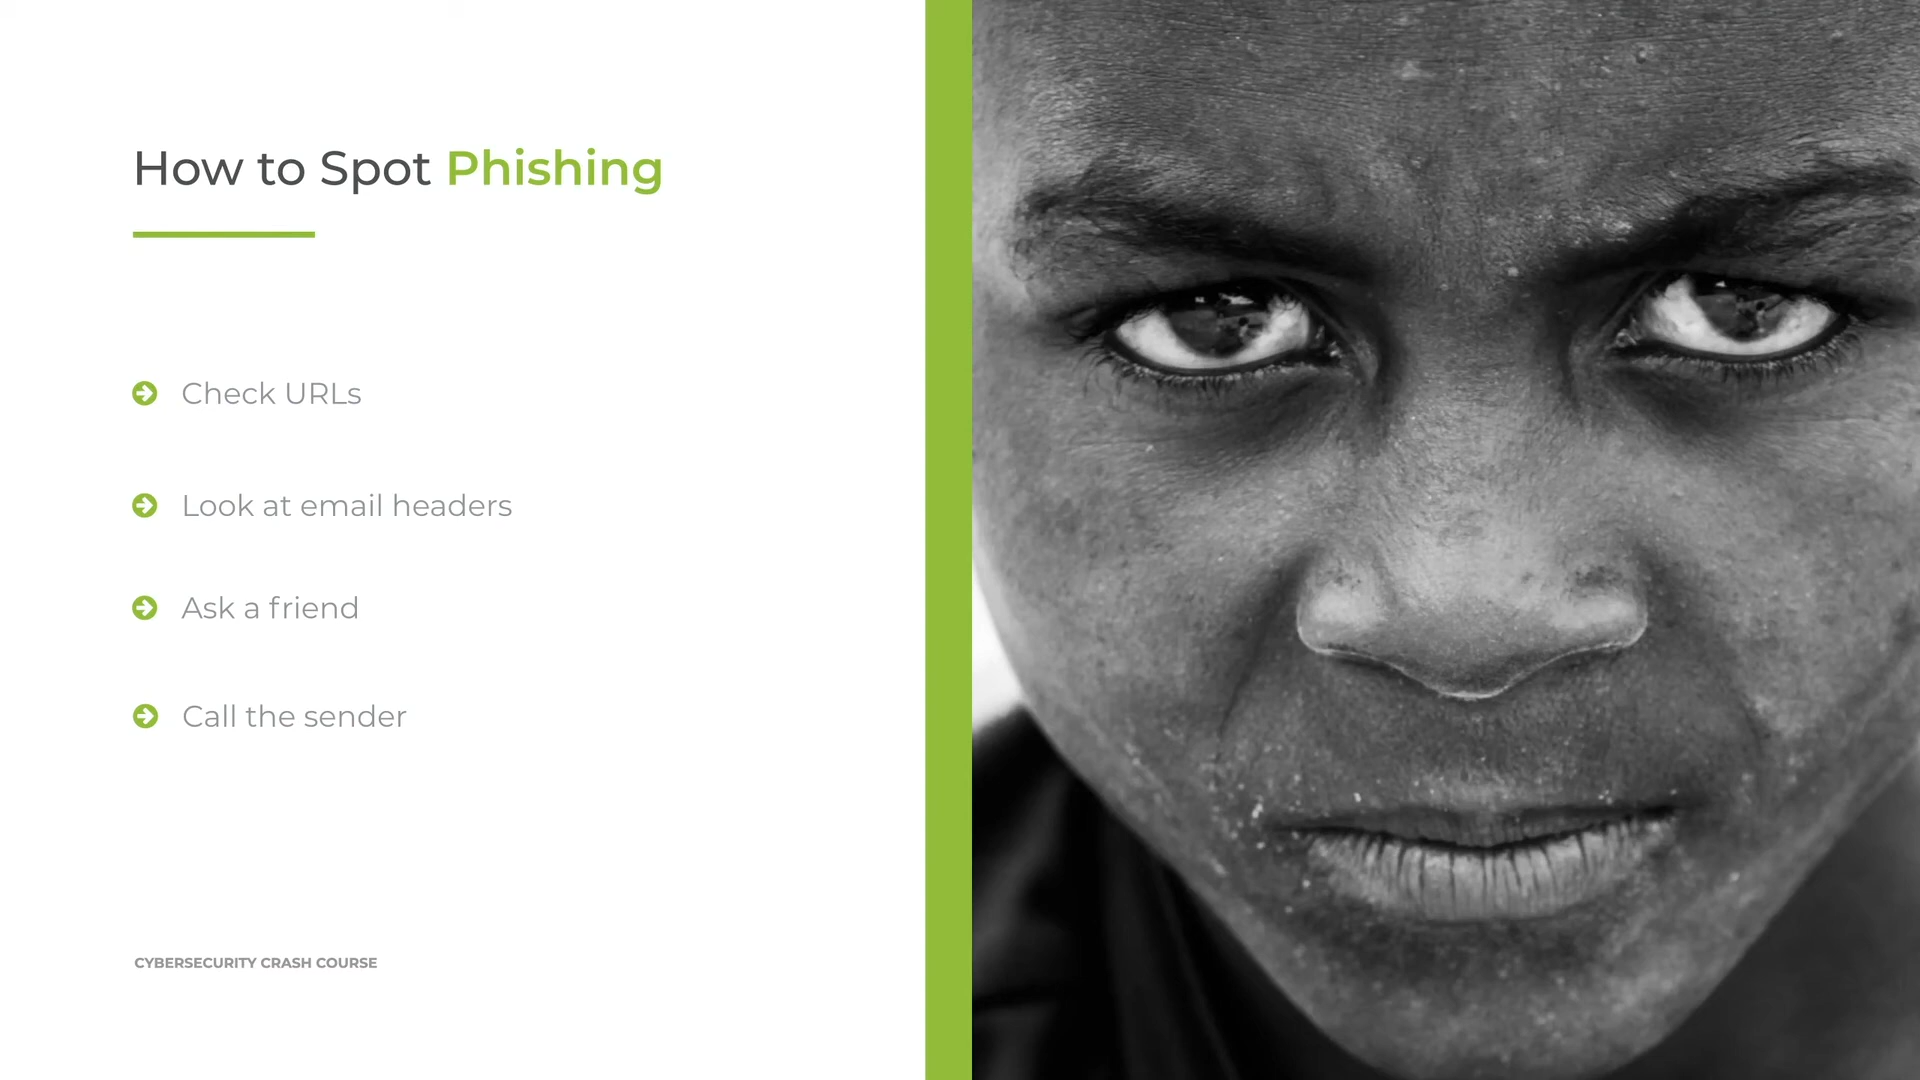 How to Spot Phishing
Check URLs
Look at email headers
Ask a friend
Call the sender
CYBERSECURITY CRASH COURSE